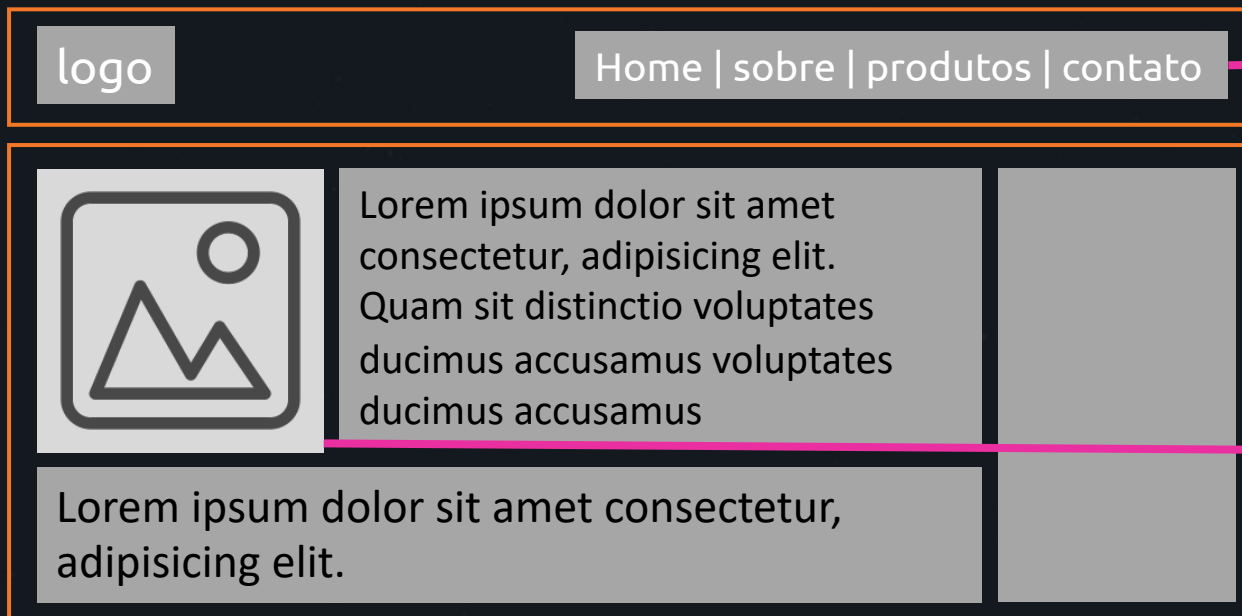 logo
Home | sobre | produtos | contato
Lorem ipsum dolor sit amet
consectetur, adipisicing elit.
Quam sit distinctio voluptates
ducimus accusamus voluptates
ducimus accusamus
Lorem ipsum dolor sit amet consectetur,
adipisicing elit.